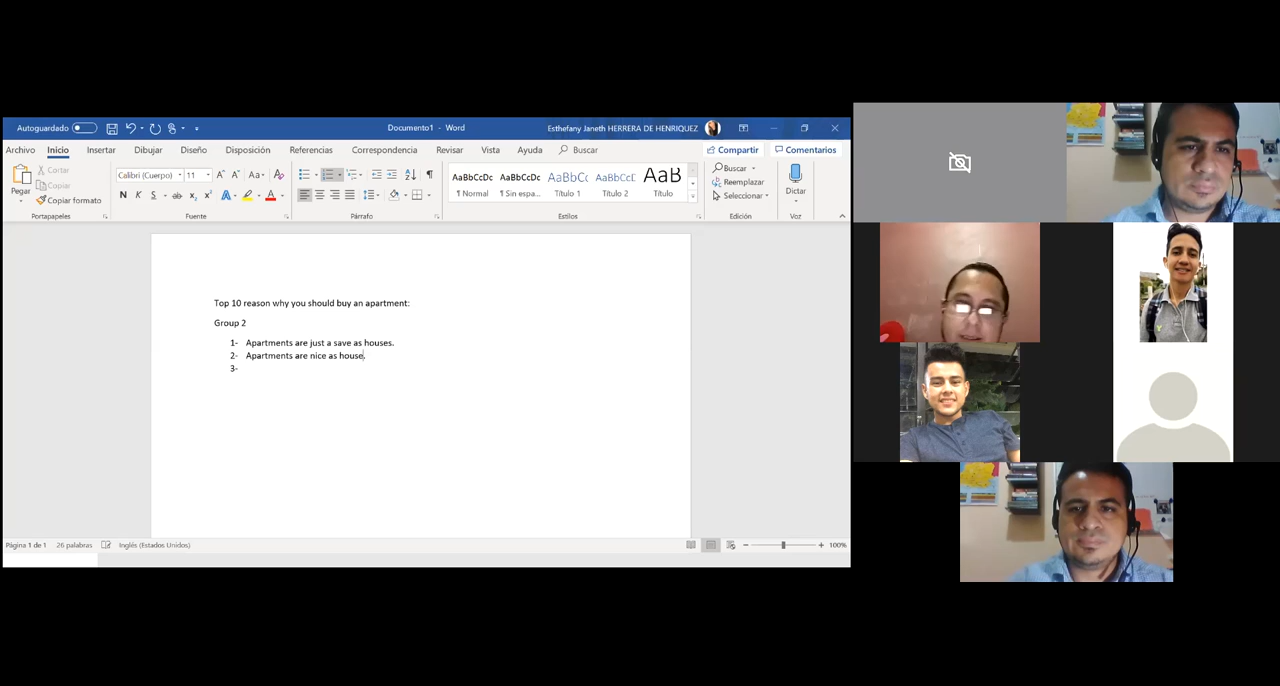 Autoguardado
Documento1 - Word
Esthefany Janeth HERRERA DE HENRIQUEZ
Archivo Inicio Insertar Dibujar Diseño Disposición Referencias Correspondencia Revisar Vista Ayuda Buscar Compartir Comentarios
Pegar
Cortar
Copiar
Copiar formato
Portapapeles
Calibri (Cuerpo) 11
N K S
Fuente
Párrafo
AaBbCcDc AaBbCcDc AaBbCc AaBbCcC AaB
¶ Normal ¶ Sin espa... Título 1 Título 2 Título
Estilos
Buscar
Reemplazar
Seleccionar
Edición
Dictar
Voz
Top 10 reason why you should buy an apartment:
Group 2
1- Apartments are just a save as houses.
2- Apartments are nice as house.
3-
Página 1 de 1 26 palabras Inglés (Estados Unidos) 100%